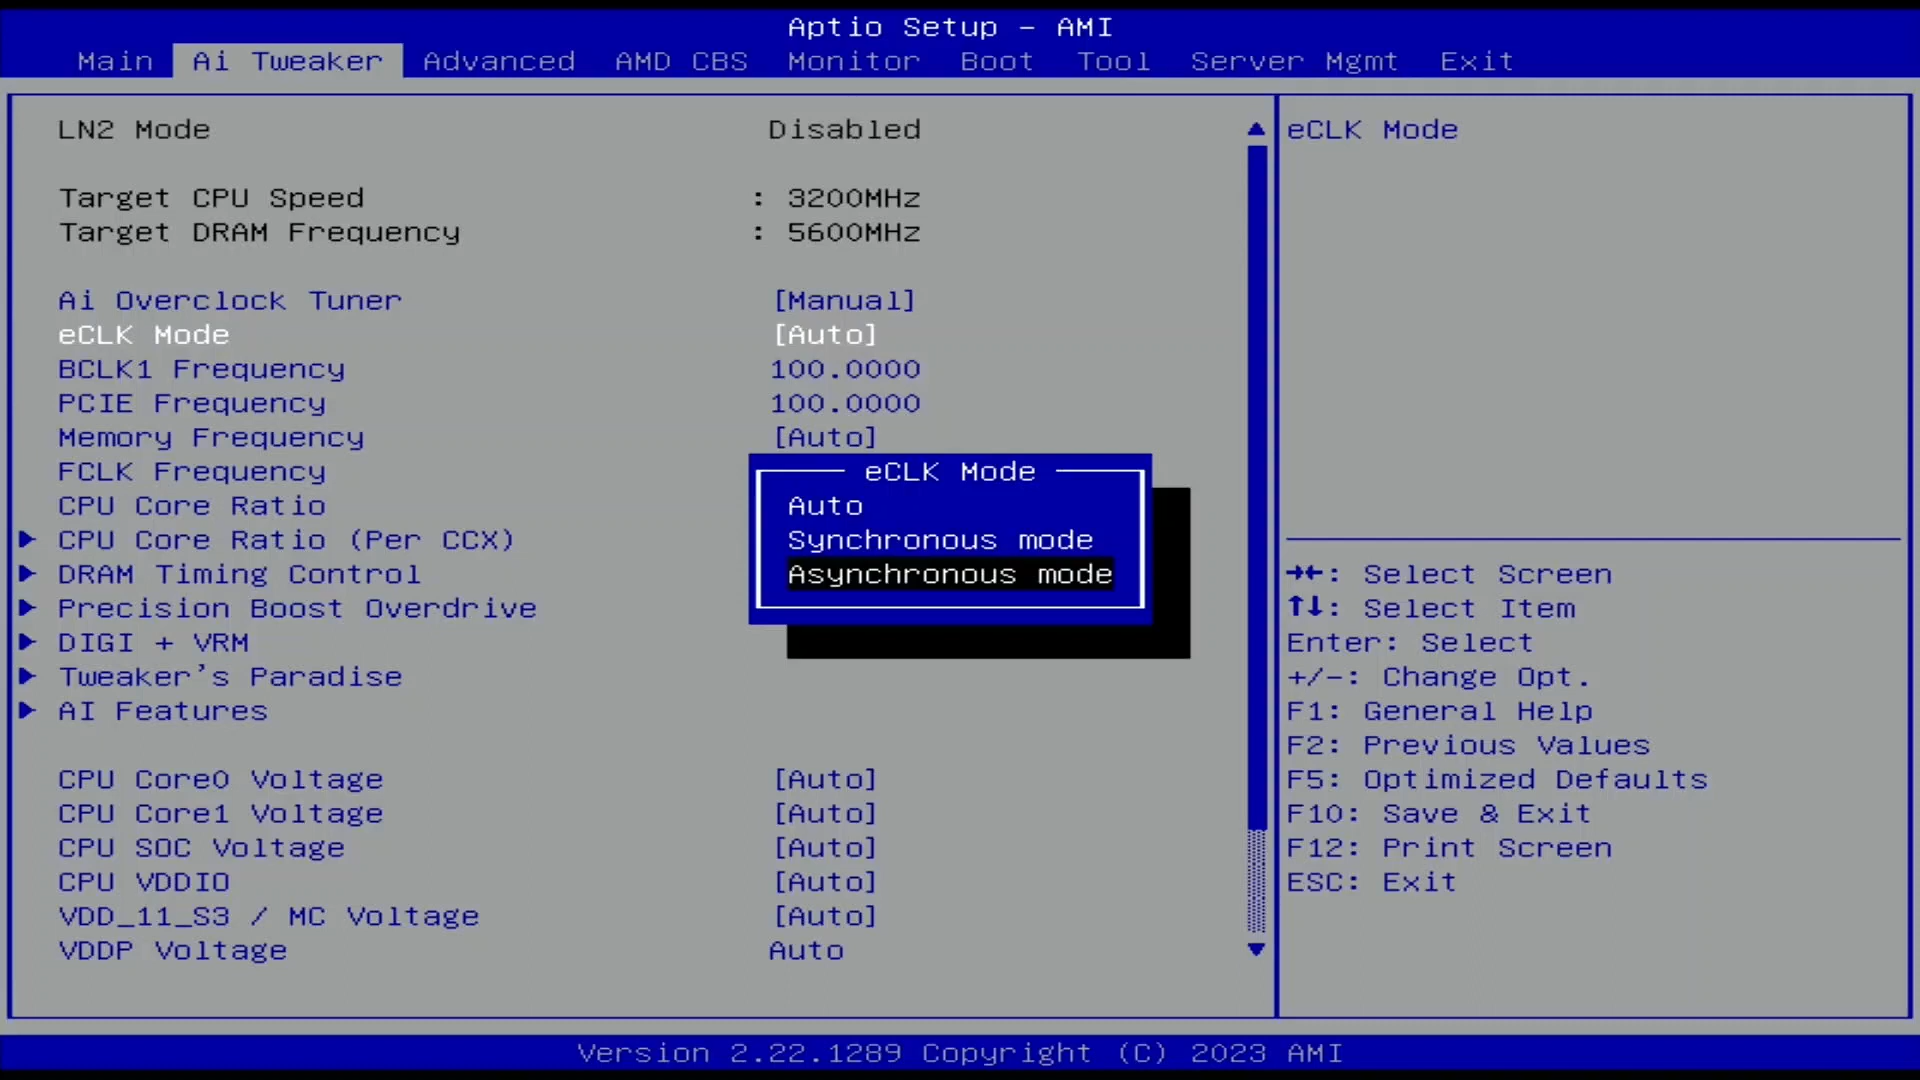 Aptio Setup - AMI
Main Ai Tweaker Advanced AMD CBS Monitor Boot Tool Server Mgmt Exit
LN2 Mode Disabled
Target CPU Speed : 3200MHz
Target DRAM Frequency : 5600MHz
Ai Overclock Tuner [Manual]
eCLK Mode [Auto]
BCLK1 Frequency 100.0000
PCIE Frequency 100.0000
Memory Frequency [Auto]
FCLK Frequency
CPU Core Ratio
CPU Core Ratio (Per CCX)
DRAM Timing Control
Precision Boost Overdrive
DIGI + VRM
Tweaker's Paradise
AI Features
CPU Core0 Voltage [Auto]
CPU Core1 Voltage [Auto]
CPU SOC Voltage [Auto]
CPU VDDIO [Auto]
VDD_11_S3 / MC Voltage [Auto]
VDDP Voltage Auto
eCLK Mode
Auto
Synchronous mode
Asynchronous mode
eCLK Mode
→←: Select Screen
↑↓: Select Item
Enter: Select
+/-: Change Opt.
F1: General Help
F2: Previous Values
F5: Optimized Defaults
F10: Save & Exit
F12: Print Screen
ESC: Exit
Version 2.22.1289 Copyright (C) 2023 AMI